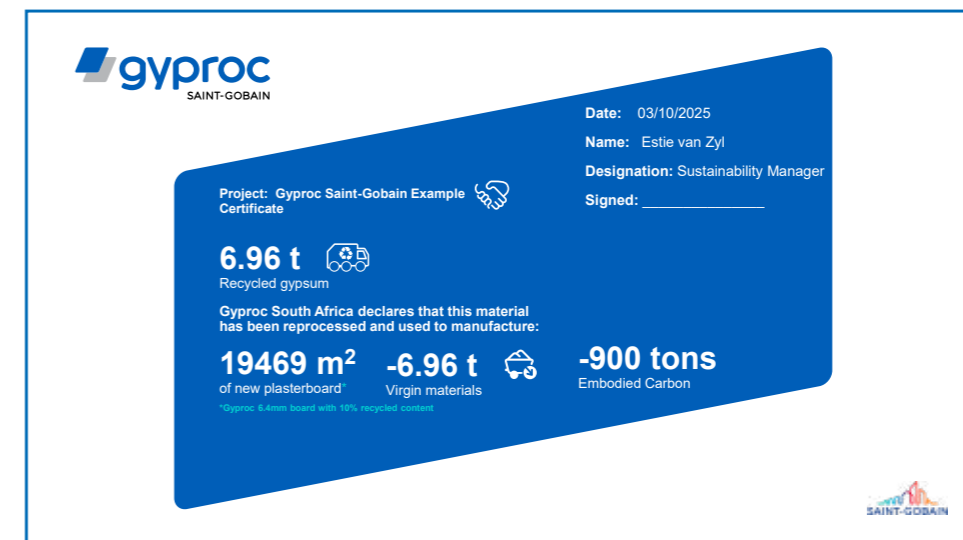 gyproc
SAINT-GOBAIN
Date: 03/10/2025
Name: Estie van Zyl
Designation: Sustainability Manager
Signed: ________________
Project: Gyproc Saint-Gobain Example
Certificate
6.96 t
Recycled gypsum
Gyproc South Africa declares that this material
has been reprocessed and used to manufacture:
19469 m²
of new plasterboard*
-6.96 t
Virgin materials
-900 tons
Embodied Carbon
*Gyproc 6.4mm board with 10% recycled content
SAINT-GOBAIN